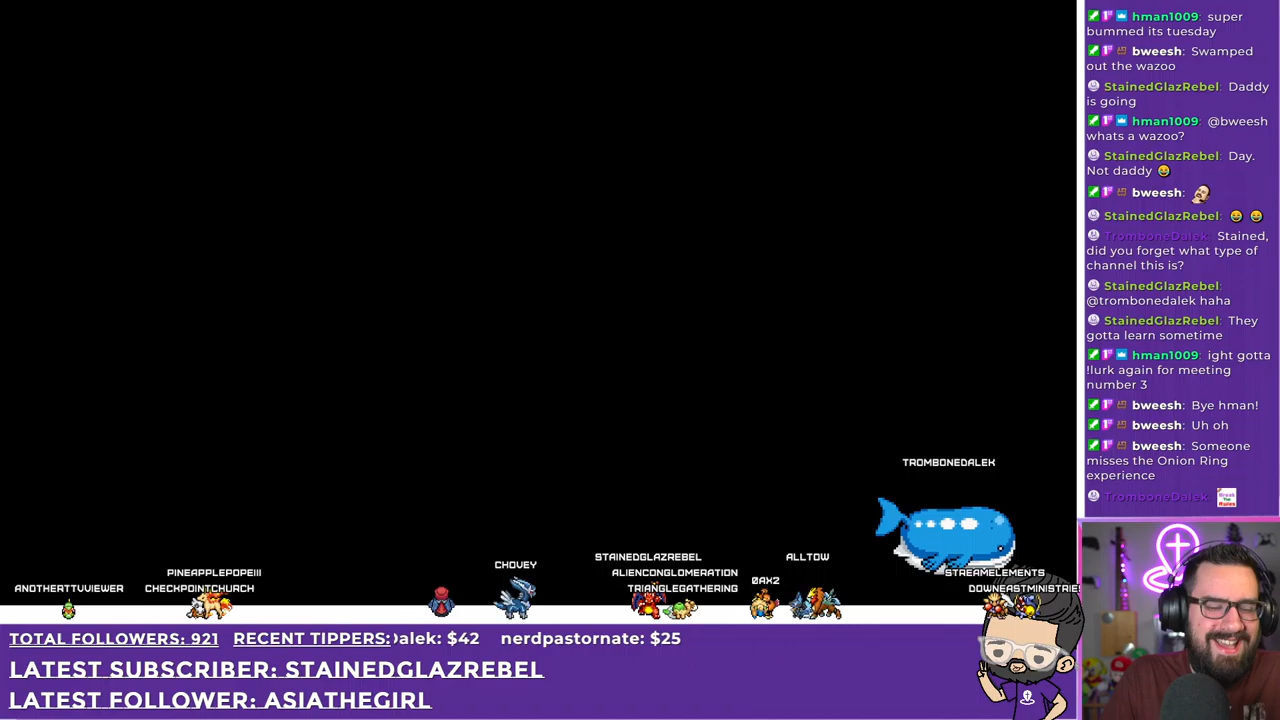 hman1009: super
bummed its tuesday
bweesh: Swamped
out the wazoo
StainedGlazRebel: Daddy
is going
hman1009: @bweesh
whats a wazoo?
StainedGlazRebel: Day.
Not daddy
bweesh:
StainedGlazRebel:
TromboneDalek: Stained,
did you forget what type of
channel this is?
StainedGlazRebel:
@trombonedalek haha
StainedGlazRebel: They
gotta learn sometime
hman1009: ight gotta
!lurk again for meeting
number 3
bweesh: Bye hman!
bweesh: Uh oh
bweesh: Someone
misses the Onion Ring
experience
TromboneDalek:
TROMBONEDALEK
STAINEDGLAZREBEL
ALLTDW
CHOVEY
PINEAPPLEPOPE!!!
ALIENCONGLOMERATION
0AX2
STREAMELEMENTS
ANOTHERTTVVIEWER
CHECKPOINTCHURCH
TRIANGLEGATHERING
DOWNEASTMINISTRIES
TOTAL FOLLOWERS: 921 RECENT TIPPERS: alek: $42 nerdpastornate: $25
LATEST SUBSCRIBER: STAINEDGLAZREBEL
LATEST FOLLOWER: ASIATHEGIRL